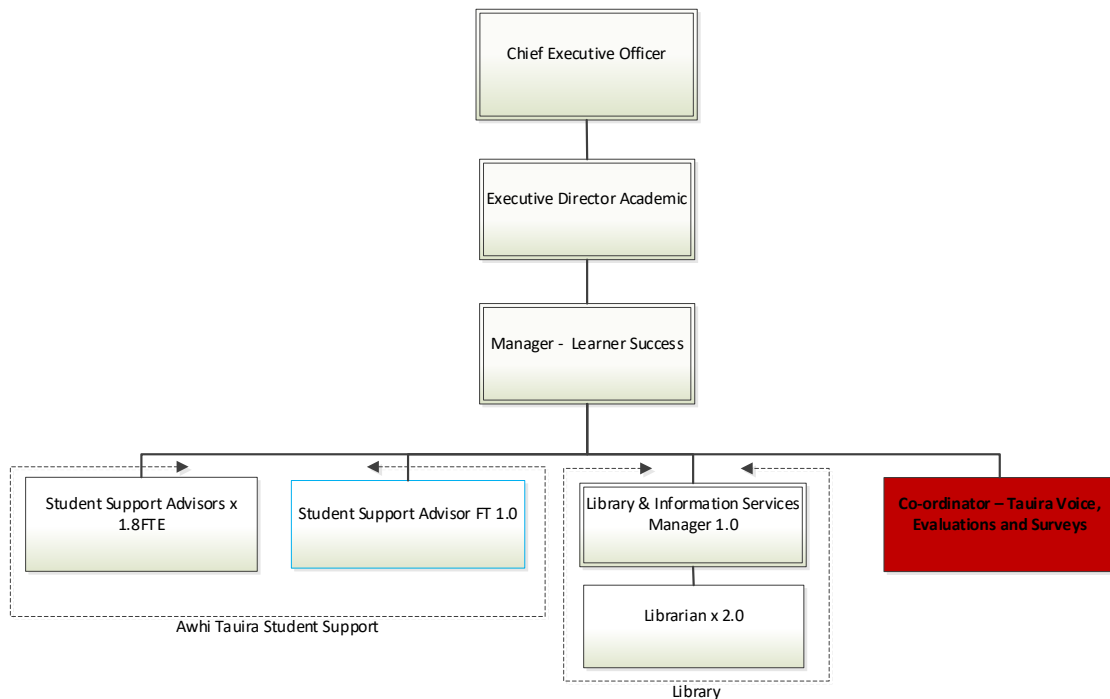 Chief Executive Officer
Executive Director Academic
Manager -  Learner Success
Student Support Advisors x
1.8FTE
Student Support Advisor FT 1.0
Library & Information Services
Manager 1.0
Co-ordinator – Tauira Voice,
Evaluations and Surveys
Librarian x 2.0
Awhi Tauira Student Support
Library